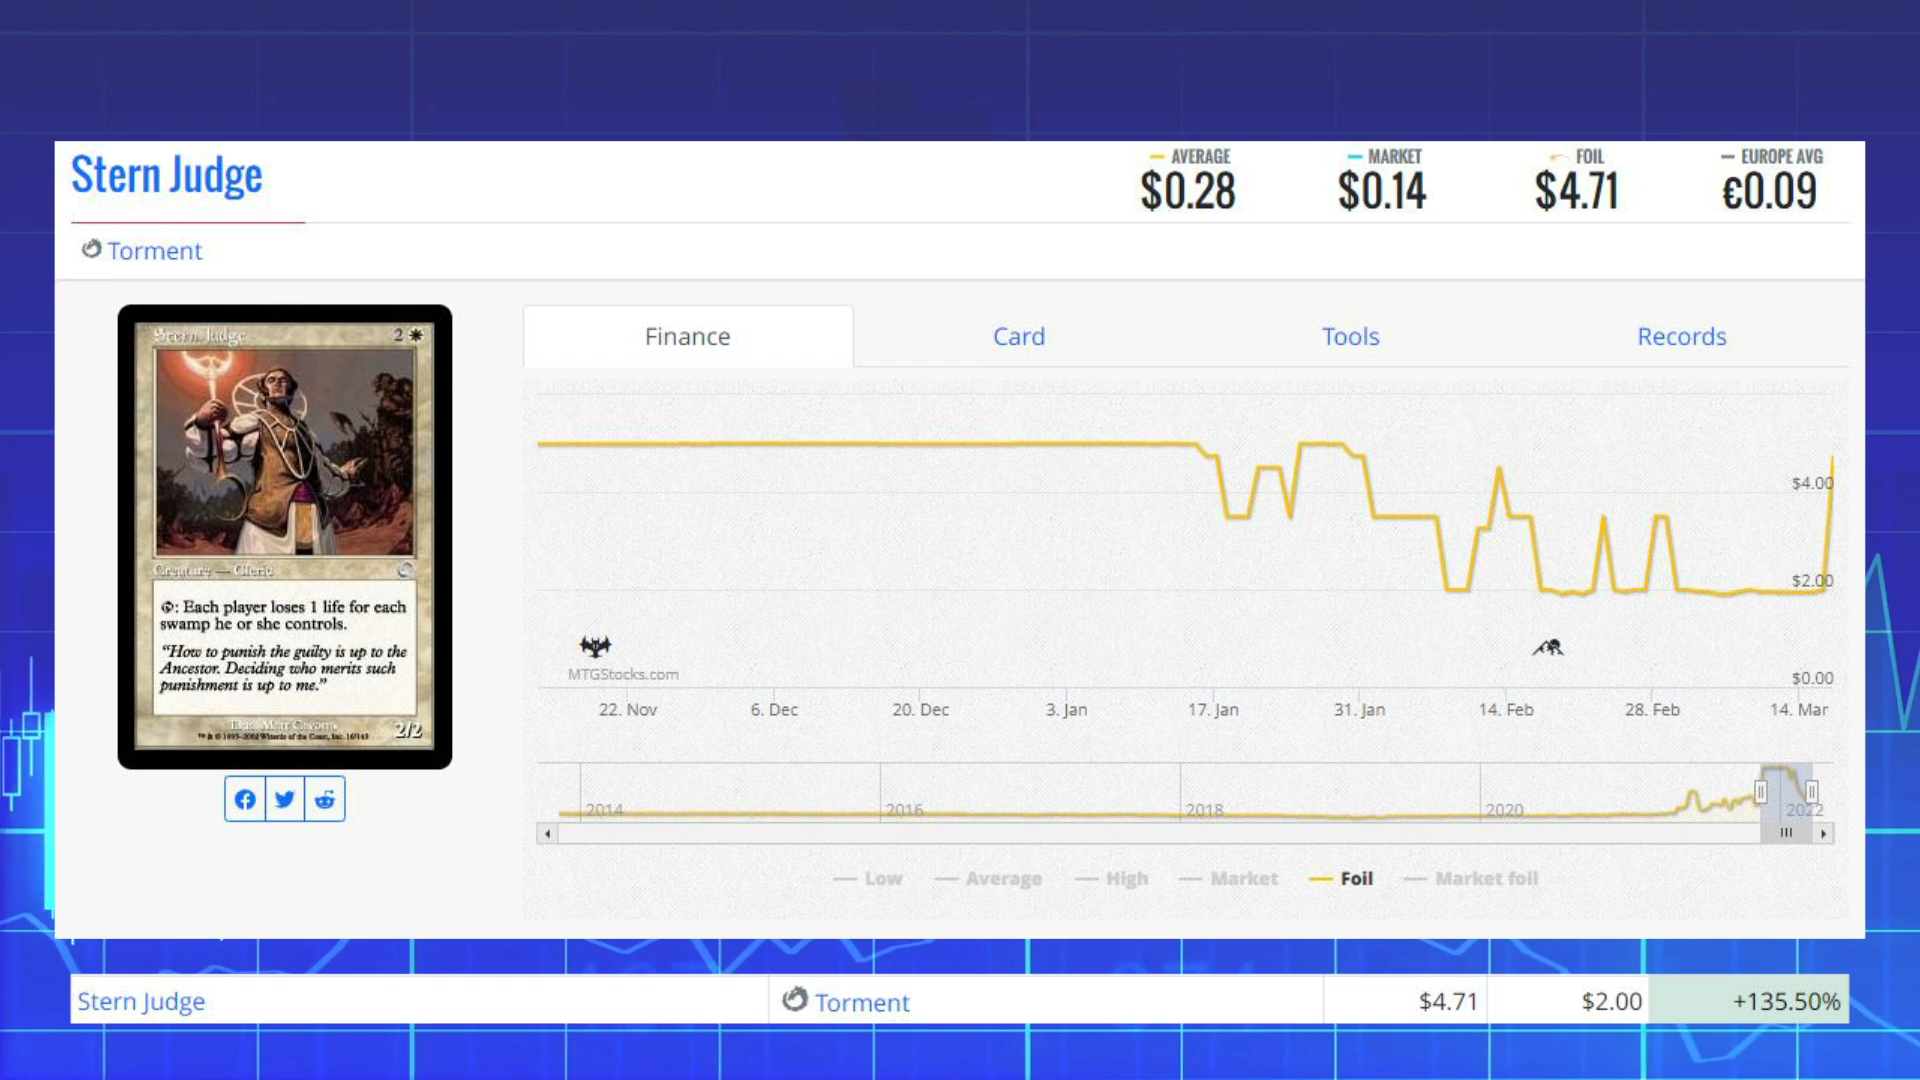 Stern Judge
AVERAGE
$0.28
MARKET
$0.14
FOIL
$4.71
EUROPE AVG
€0.09
Torment
Stern Judge 2
Creature — Cleric
: Each player loses 1 life for each
swamp he or she controls.
"How to punish the guilty is up to the
Ancestor. Deciding who merits such
punishment is up to me."
2/2
Finance
Card
Tools
Records
$4.00
$2.00
$0.00
MTGStocks.com
22. Nov
6. Dec
20. Dec
3. Jan
17. Jan
31. Jan
14. Feb
28. Feb
14. Mar
2014
2016
2018
2020
2022
Low
Average
High
Market
Foil
Market foil
Stern Judge
Torment
$4.71
$2.00
+135.50%